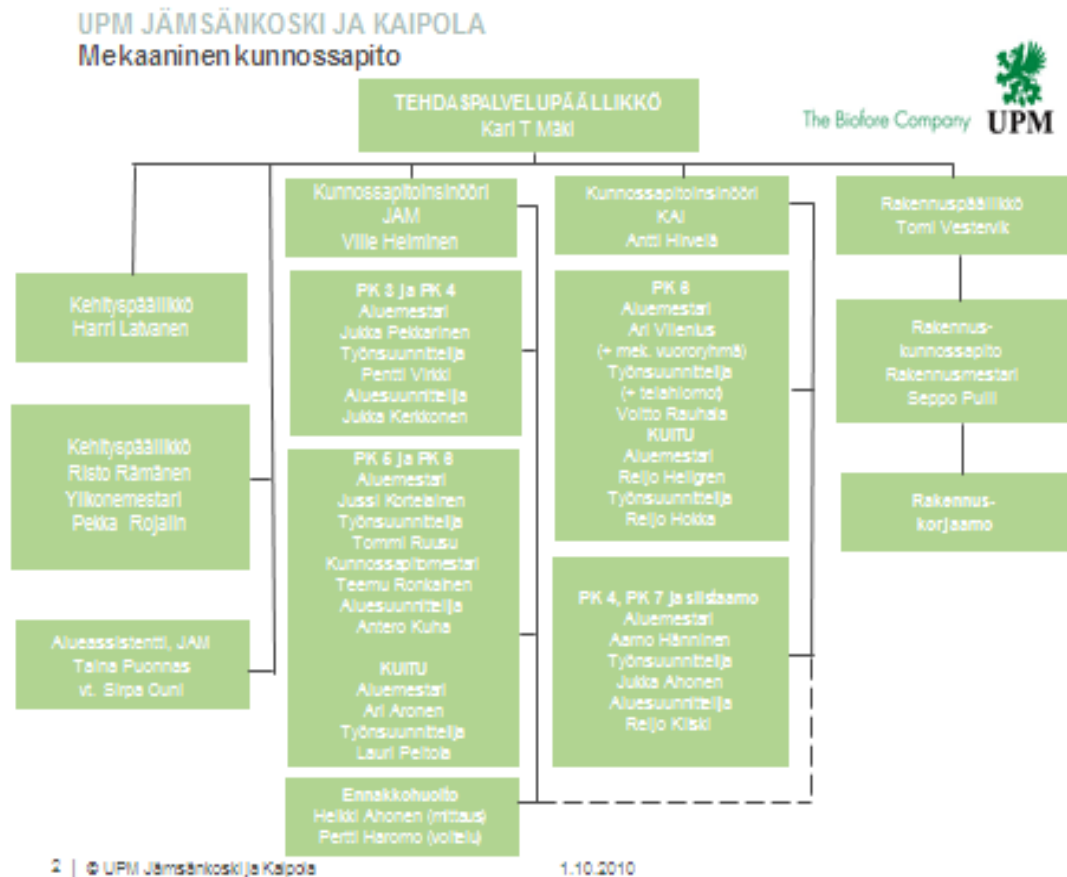 UPM JÄMSÄNKOSKI JA KAIPOLA
Mekaaninen kunnossapito
The Biofore Company UPM
TEHDASPALVELUPÄÄLLIKKÖ
Kari T Mäki
Kehityspäällikkö
Harri Latvanen
Kehityspäällikkö
Risto Rämänen
Ylikonemestari
Pekka Rojalin
Alueassistentti, JAM
Taina Puonnas
vt. Sirpa Ouni
Kunnossapitoinsinööri
JAM
Ville Helminen
PK 3 ja PK 4
Aluemestari
Jukka Pekkarinen
Työnsuunnittelija
Pentti Virkki
Aluesuunnittelija
Jukka Kerkkonen
PK 5 ja PK 6
Aluemestari
Jussi Kortelainen
Työnsuunnittelija
Tommi Ruusu
Kunnossapitomestari
Teemu Ronkainen
Aluesuunnittelija
Antero Kuha
KUITU
Aluemestari
Ari Aronen
Työnsuunnittelija
Lauri Peltola
Ennakkohuolto
Heikki Ahonen (mittaus)
Pertti Haromo (voitelu)
Kunnossapitoinsinööri
KAI
Antti Hirvelä
PK 6
Aluemestari
Ari Vilenius
(+ mek. vuororyhmä)
Työnsuunnittelija
(+ telahiomot)
Voitto Rauhala
KUITU
Aluemestari
Reijo Hellgren
Työnsuunnittelija
Reijo Hokka
PK 4, PK 7 ja siistaamo
Aluemestari
Aarno Hänninen
Työnsuunnittelija
Jukka Ahonen
Aluesuunnittelija
Reijo Kliski
Rakennuspäällikkö
Tomi Vestervik
Rakennus-
kunnossapito
Rakennusmestari
Seppo Pulli
Rakennus-
korjaamo
2 | © UPM Jämsänkoski ja Kaipola 1.10.2010